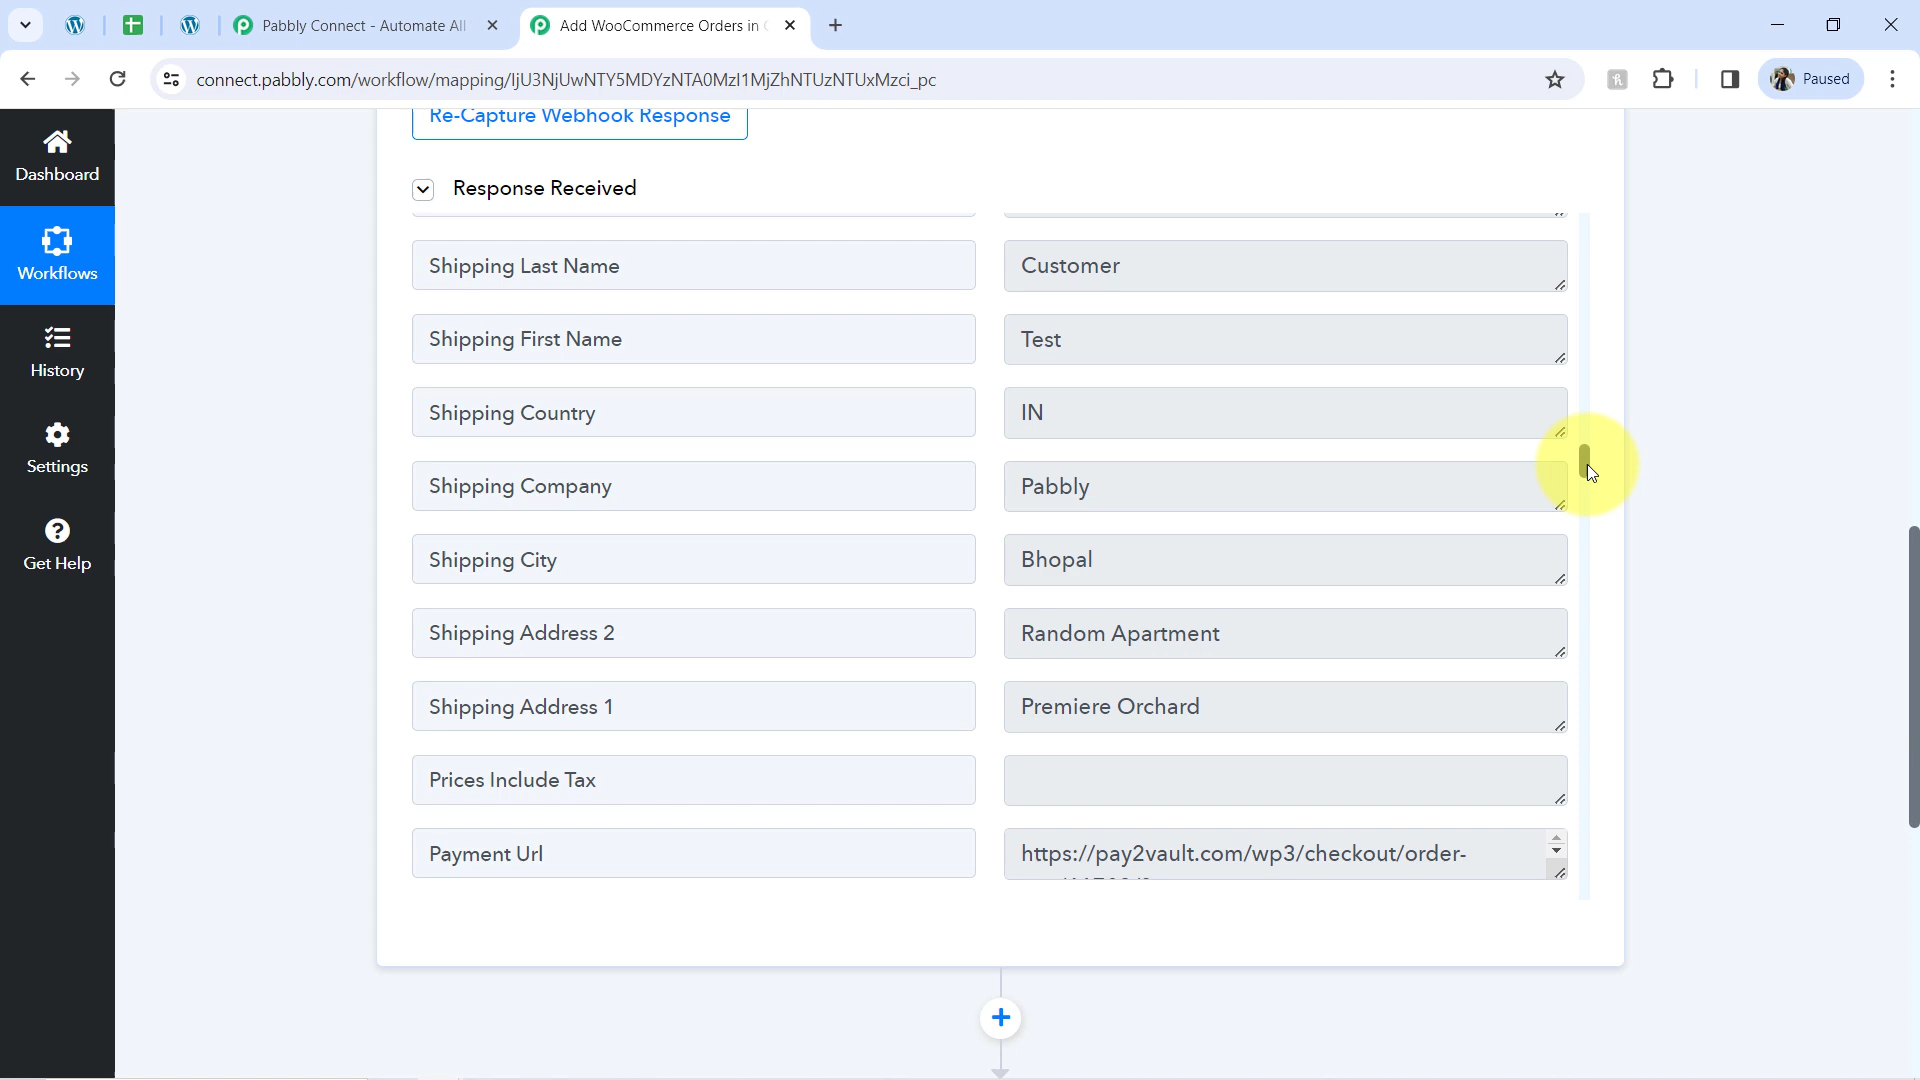 Pabbly Connect - Automate All
Add WooCommerce Orders in
connect.pabbly.com/workflow/mapping/IjU3NjUwNTY5MDYzNTA0MzI1MjZhNTUzNTUxMzci_pc
Paused
Dashboard
Workflows
History
Settings
Get Help
Re-Capture Webhook Response
Response Received
Shipping Last Name
Customer
Shipping First Name
Test
Shipping Country
IN
Shipping Company
Pabbly
Shipping City
Bhopal
Shipping Address 2
Random Apartment
Shipping Address 1
Premiere Orchard
Prices Include Tax
Payment Url
https://pay2vault.com/wp3/checkout/order-